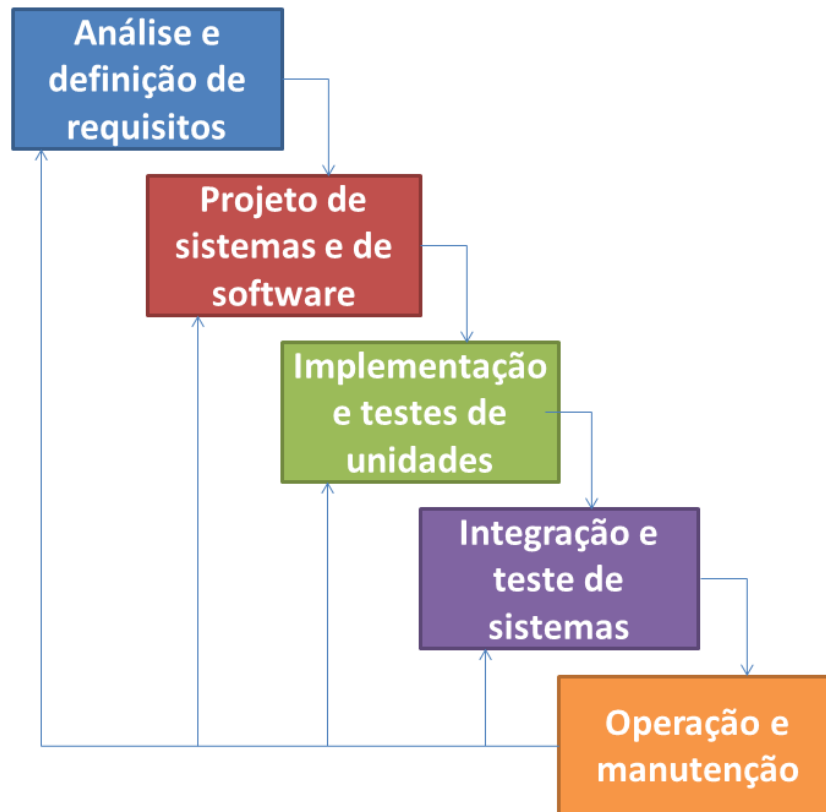 Análise e
definição de
requisitos
Projeto de
sistemas e de
software
Implementação
e testes de
unidades
Integração e
teste de
sistemas
Operação e
manutenção